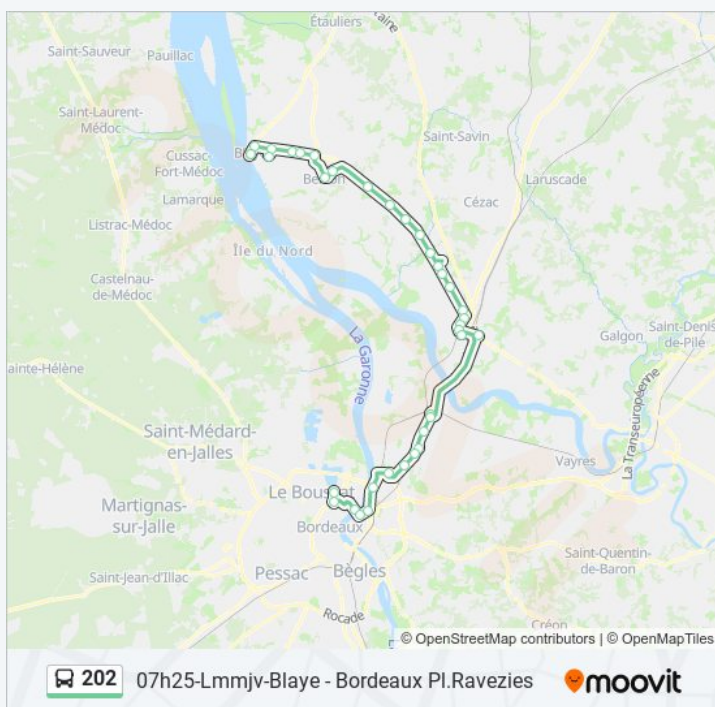 Étauliers
Saint-Sauveur
Pauillac
Saint-Laurent-
Médoc
Saint-Savin
Cussac-
Fort-Médoc
Laruscade
Lamarque
Cézac
Listrac-Médoc
Île du Nord
Castelnau-
de-Médoc
La Garonne
Galgon
Saint-Denis
de-Pile
ainte-Hélène
La Transeuropéenne
Saint-Médard
en-Jalles
Vayres
Le Bouscat
Martignas-
sur-Jalle
Bordeaux
Saint-Quentin
de-Baron
Saint-Jean-d'Illac
Pessac
Bègles
Rocade
Créon
© OpenStreetMap contributors | © OpenMapTiles
202 07h25-Lmmjv-Blaye - Bordeaux Pl.Ravezies moovit